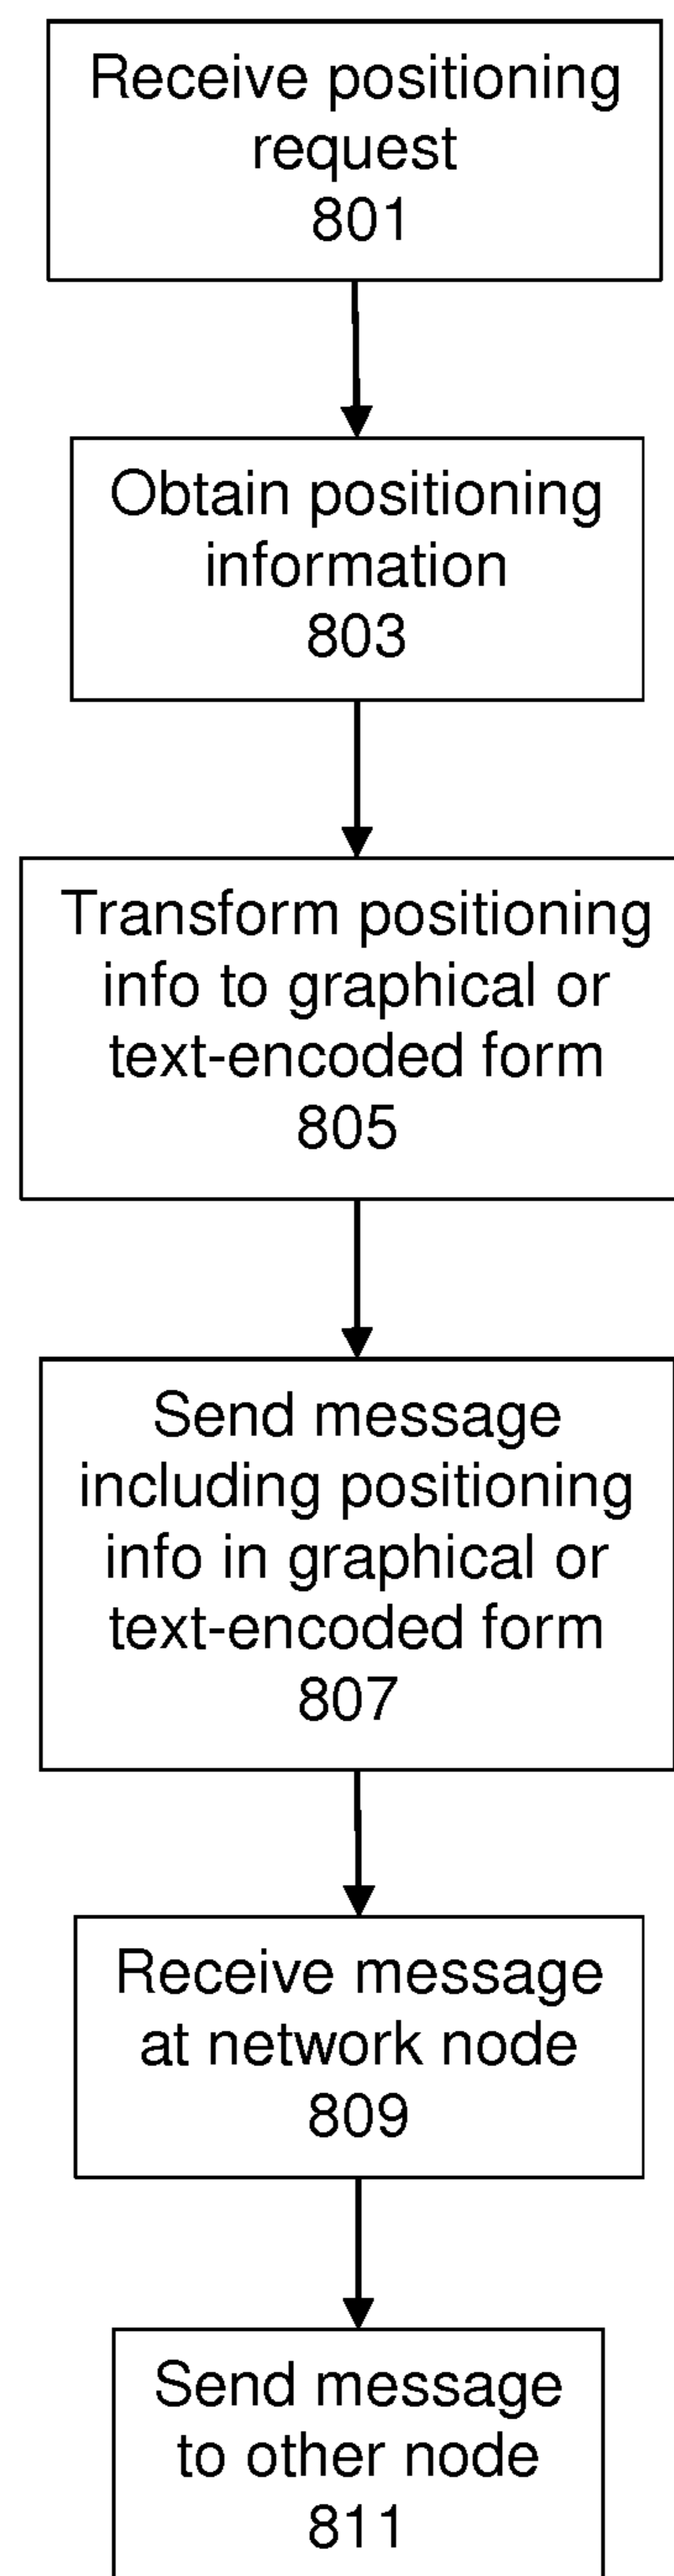 Receive positioning
request
801
Obtain positioning
information
803
Transform positioning
info to graphical or
text-encoded form
805
Send message
including positioning
info in graphical or
text-encoded form
807
Receive message
at network node
809
Send message
to other node
811